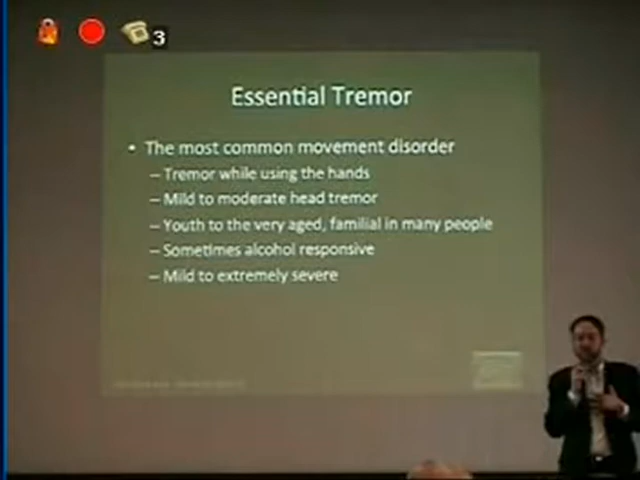 3
Essential Tremor
• The most common movement disorder
– Tremor while using the hands
– Mild to moderate head tremor
– Youth to the very aged, familial in many people
– Sometimes alcohol responsive
– Mild to extremely severe